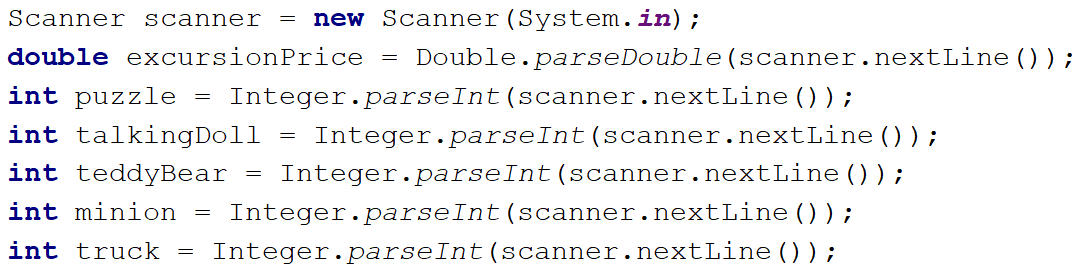 Scanner scanner = new Scanner(System.in);
double excursionPrice = Double.parseDouble(scanner.nextLine());
int puzzle = Integer.parseInt(scanner.nextLine());
int talkingDoll = Integer.parseInt(scanner.nextLine());
int teddyBear = Integer.parseInt(scanner.nextLine());
int minion = Integer.parseInt(scanner.nextLine());
int truck = Integer.parseInt(scanner.nextLine());